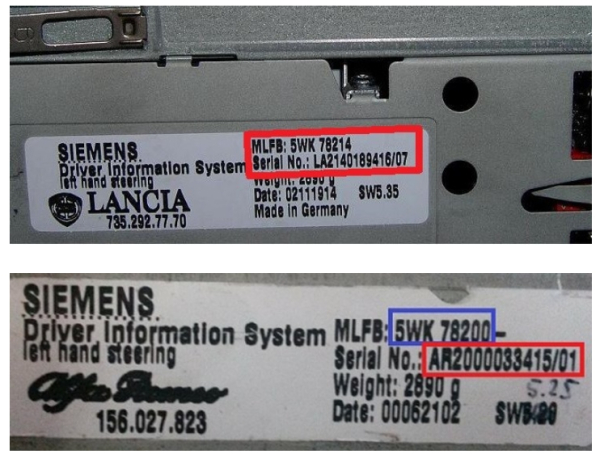 SIEMENS
Driver Information System
left hand steering
LANCIA
735.292.77.70
MLFB: 5WK 78214
Serial No.: LA2140189416/07
Weight: 2890 g
Date: 02111914 SW5.35
Made in Germany
SIEMENS
Driver Information System
left hand steering
Alfa Romeo
156.027.823
MLFB: 5WK 78200-
Serial No.: AR2000033415/01
Weight: 2890 g
5.25
Date: 00062102 SW5.20